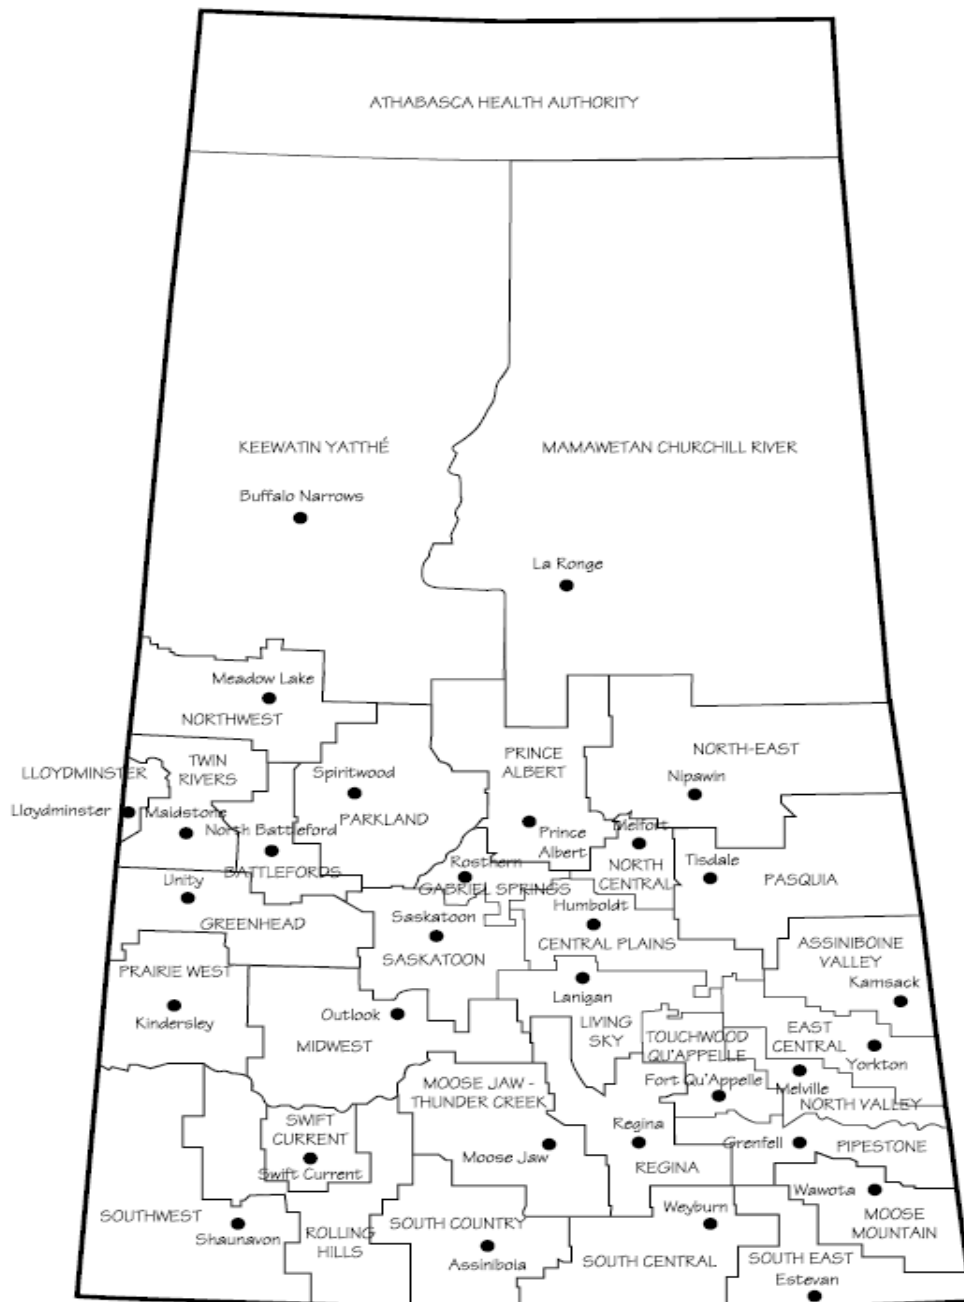 ATHABASCA HEALTH AUTHORITY
KEEWATIN YATTHÉ
MAMAWETAN CHURCHILL RIVER
Buffalo Narrows
La Ronge
Meadow Lake
NORTHWEST
LLOYDMINSTER
TWIN
RIVERS
Spiritwood
PRINCE
ALBERT
NORTH-EAST
Nipawin
Lloydminster
Maidstone
North Battleford
PARKLAND
Prince
Albert
Melfort
BATTLEFORDS
Rosthern
NORTH
CENTRAL
Tisdale
PASQUIA
Unity
GABRIEL SPRINGS
GREENHEAD
Saskatoon
SASKATOON
Humboldt
CENTRAL PLAINS
ASSINIBOINE
VALLEY
PRAIRIE WEST
Lanigan
Kamsack
Kindersley
Outlook
MIDWEST
LIVING
SKY
TOUCHWOOD
QU'APPELLE
EAST
CENTRAL
Yorkton
MOOSE JAW -
THUNDER CREEK
Fort Qu'Appelle
Melville
NORTH VALLEY
SWIFT
CURRENT
Swift Current
Moose Jaw
Regina
REGINA
Grenfell
PIPESTONE
Wawota
SOUTHWEST
Shaunavon
ROLLING
HILLS
SOUTH COUNTRY
Assiniboia
Weyburn
SOUTH CENTRAL
MOOSE
MOUNTAIN
SOUTH EAST
Estevan